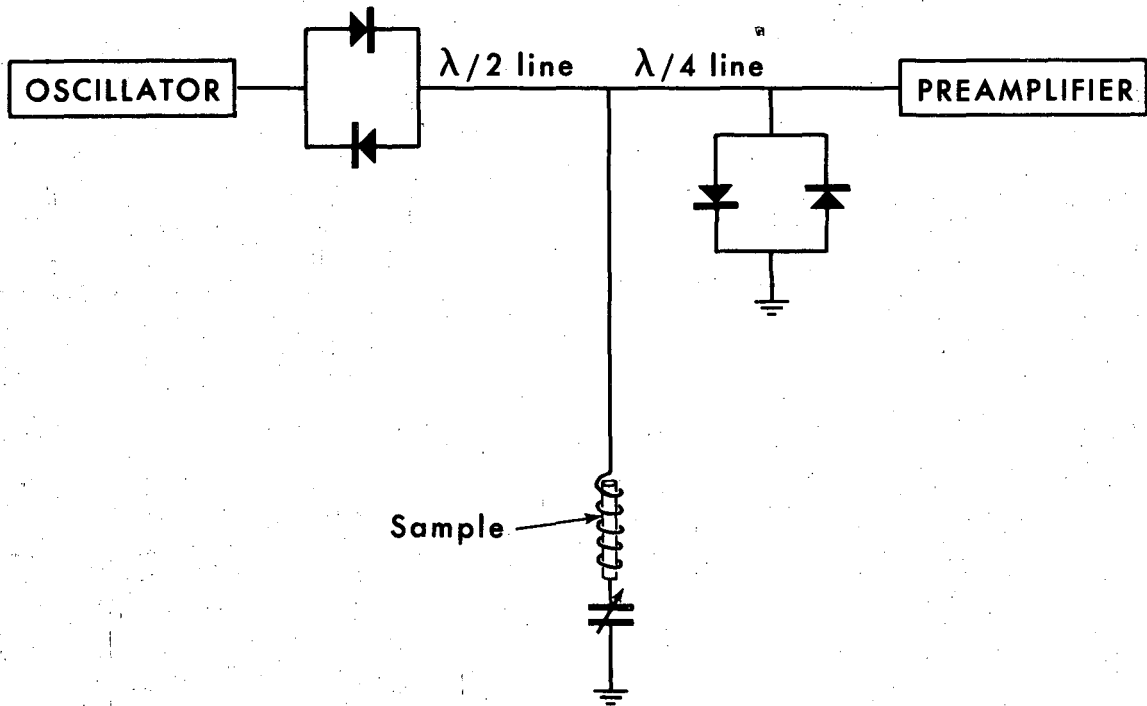 OSCILLATOR
λ/2 line
λ/4 line
PREAMPLIFIER
Sample